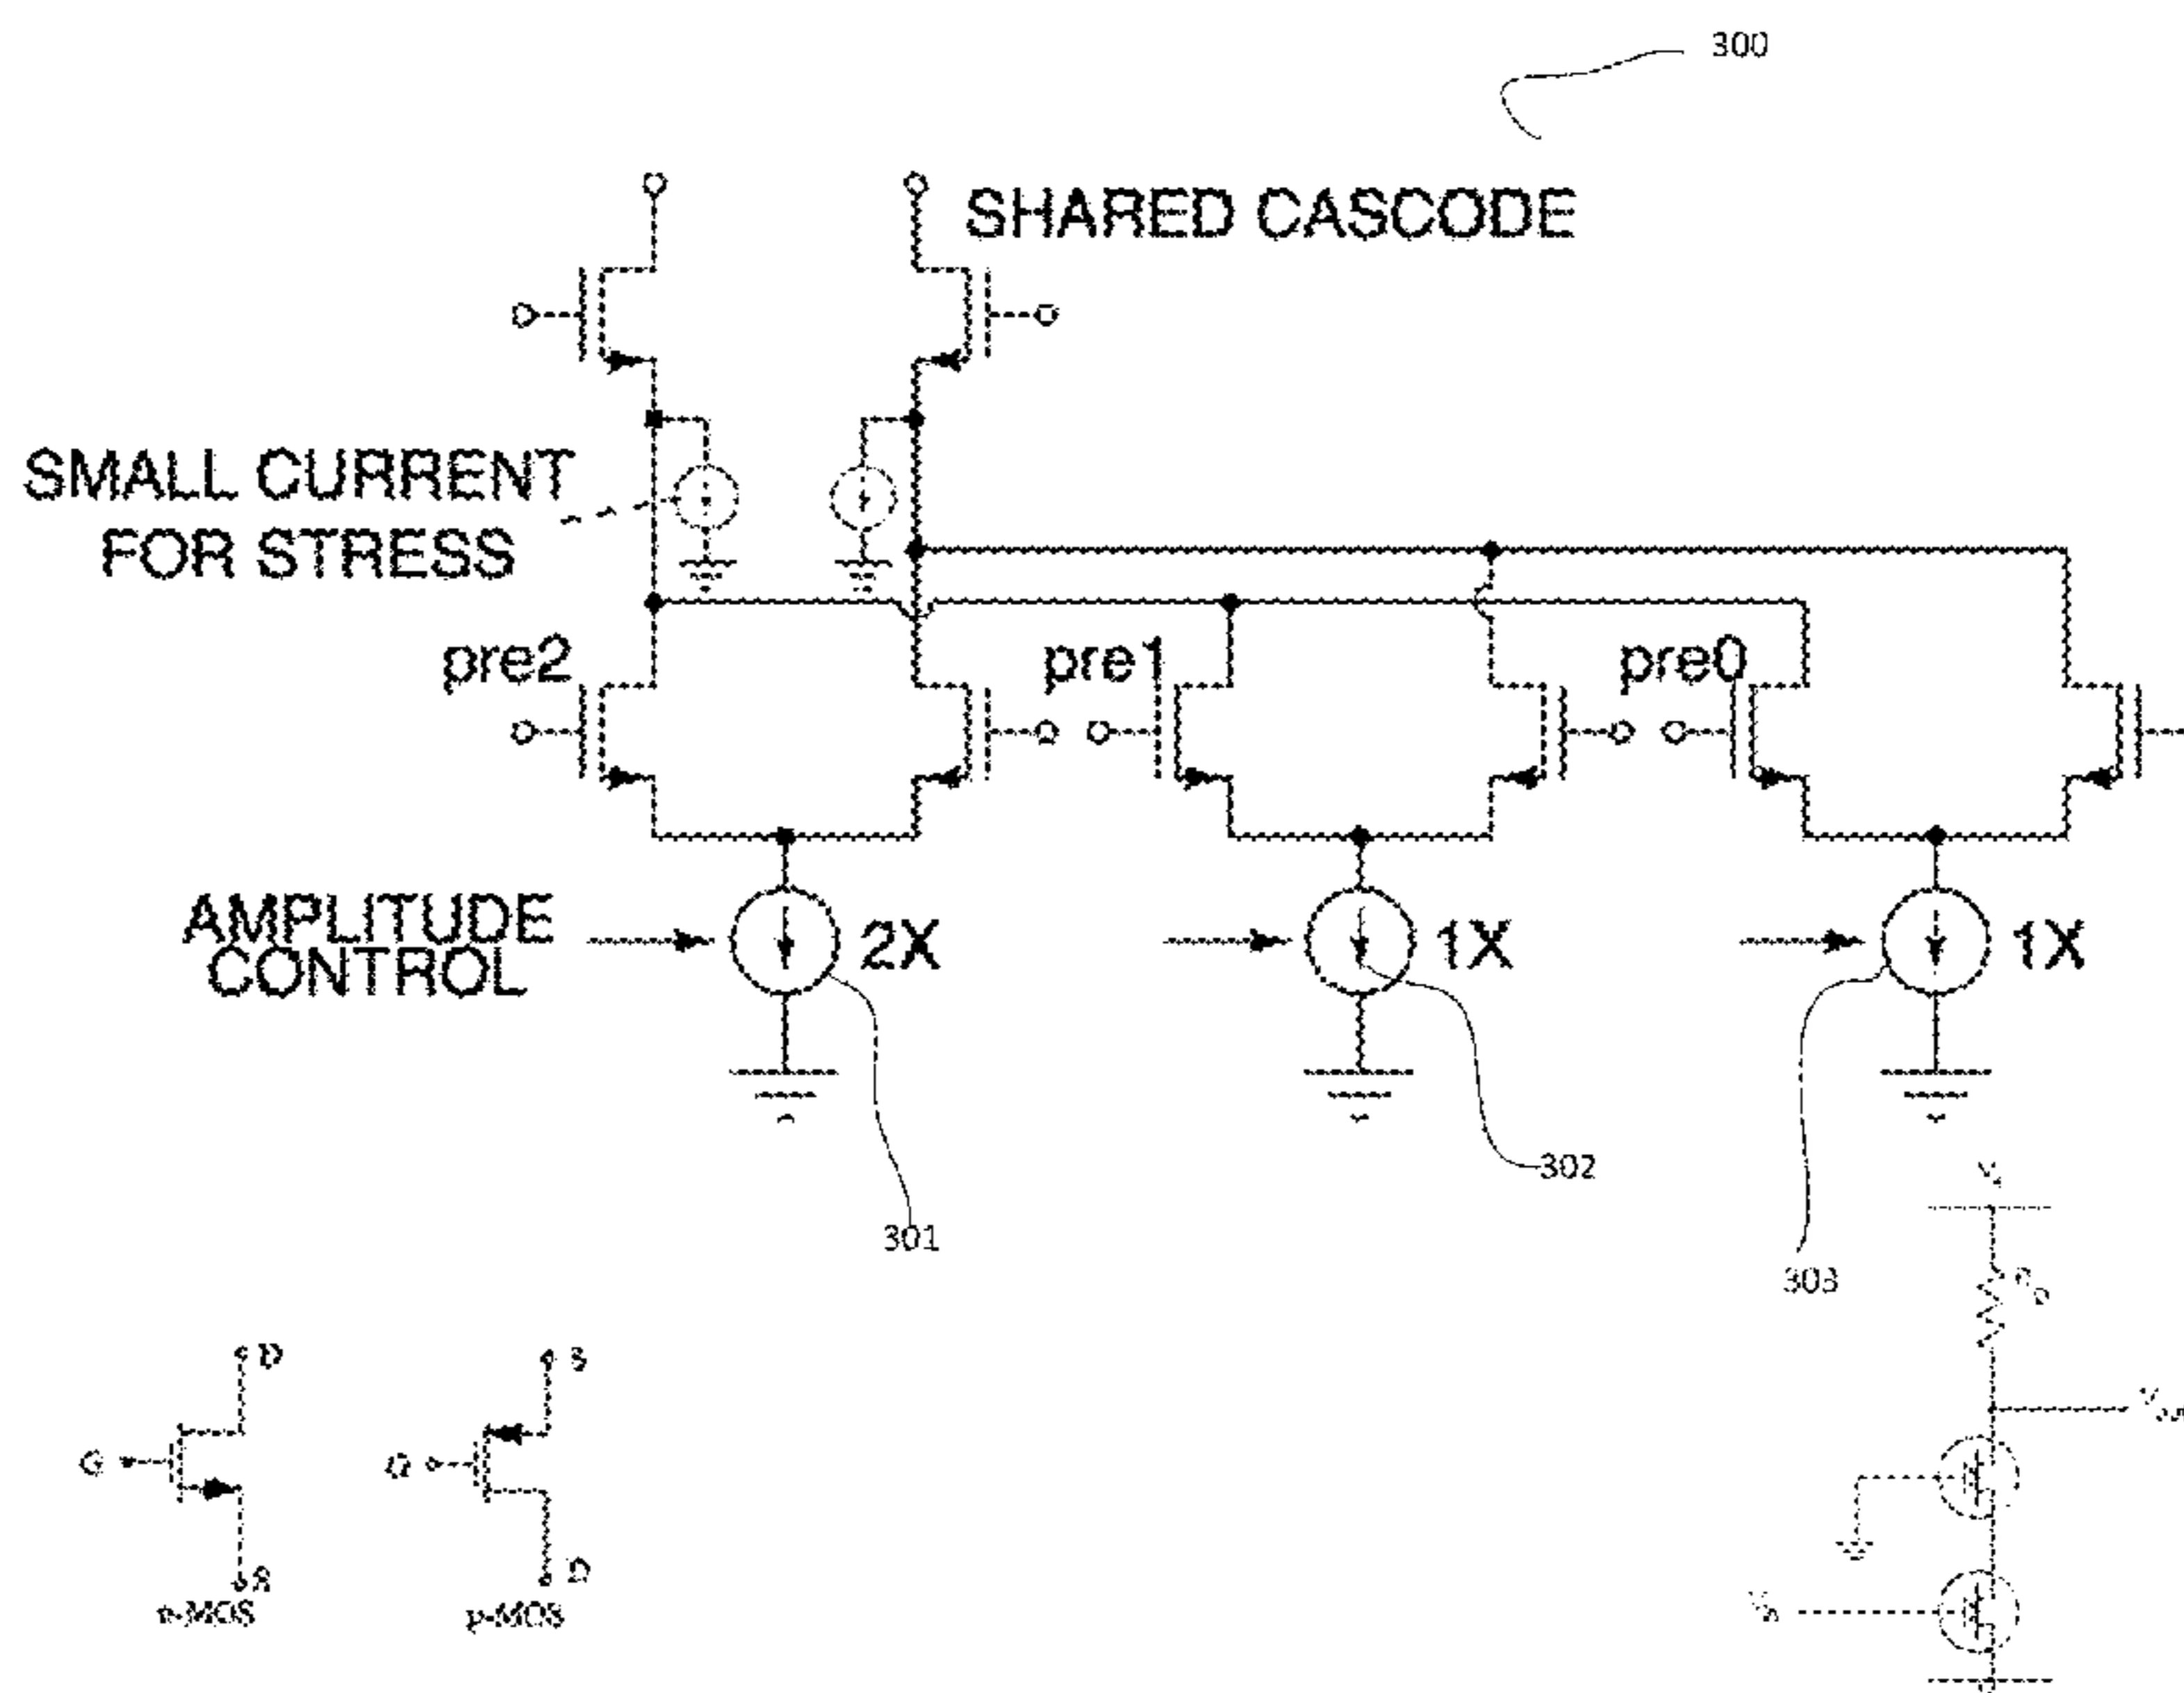 300
SHARED CASCODE
SMALL CURRENT
FOR STRESS
pre2
pre1
pre0
AMPLITUDE
CONTROL
2X
1X
1X
302
301
303
D
S
G
G
S
D
n-MOS
p-MOS